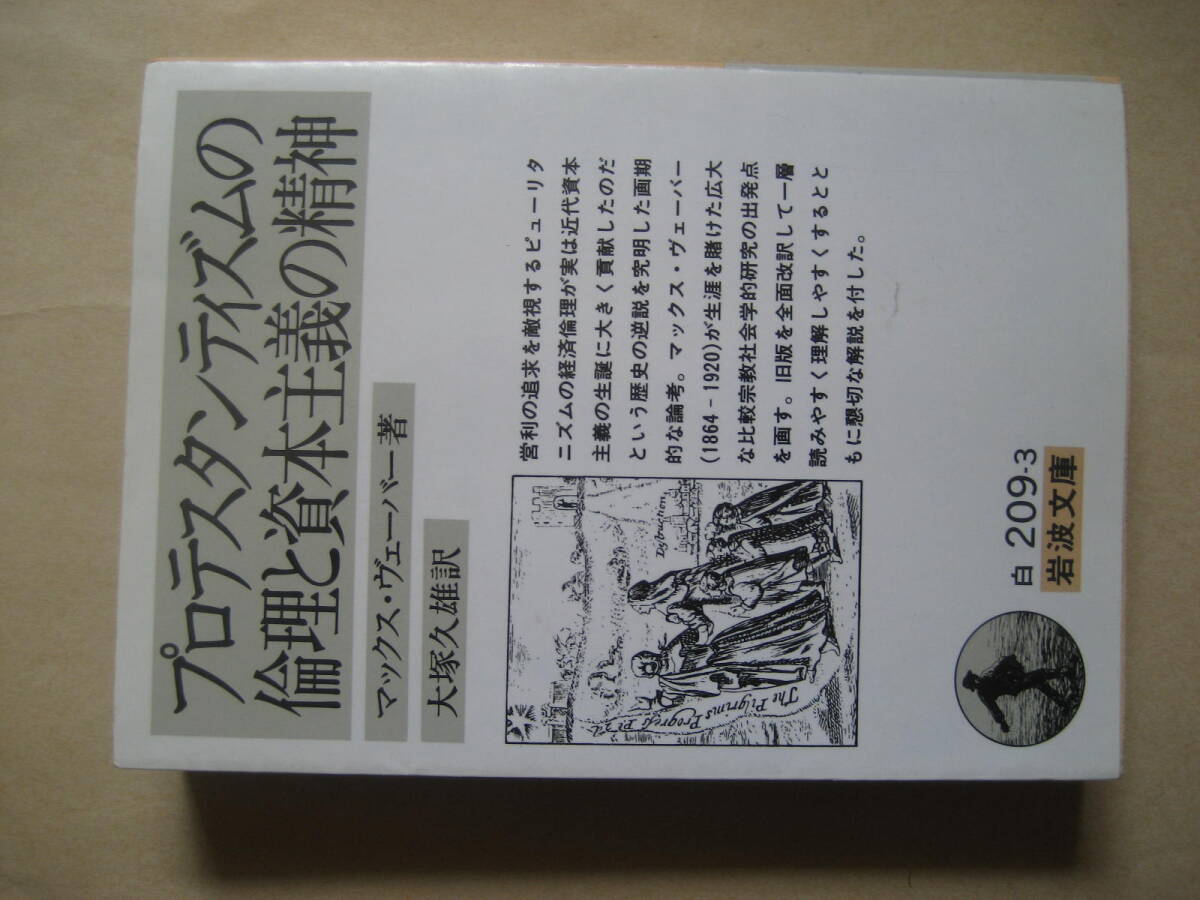 プロテスタンティズムの
倫理と資本主義の精神
マックス・ヴェーバー著
大塚久雄訳
営利の追求を敵視するピューリタ
ニズムの経済倫理が実は近代資本
主義の生誕に大きく貢献したのだ
という歴史の逆説を究明した画期
的な論考。マックス・ヴェーバー
(1864‐1920)が生涯を賭けた広大
な比較宗教社会学的研究の出発点
を画す。旧版を全面改訳して一層
読みやすく理解しやすくするとと
もに懇切な解説を付した。
Destruction
The Pilgrims Progress
白 209-3
岩波文庫